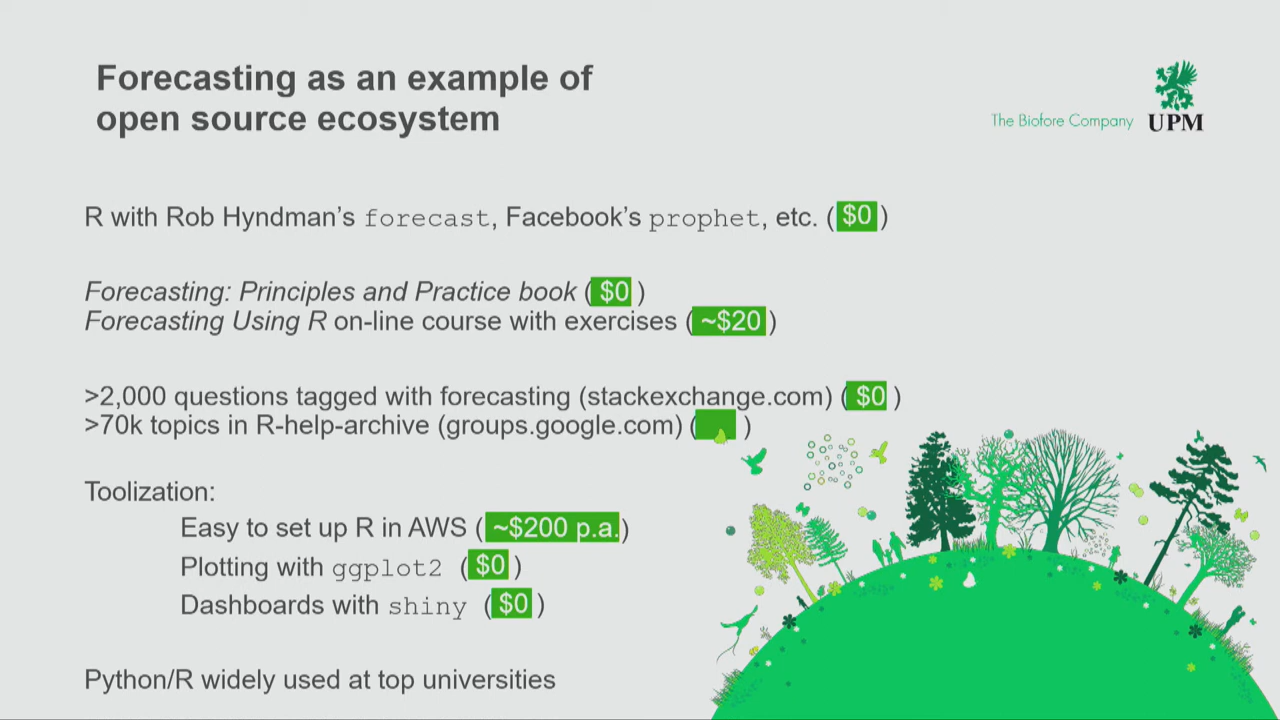 Forecasting as an example of
open source ecosystem
The Biofore Company UPM
R with Rob Hyndman’s forecast, Facebook’s prophet, etc. ( $0 )
Forecasting: Principles and Practice book ( $0 )
Forecasting Using R on-line course with exercises ( ~$20 )
>2,000 questions tagged with forecasting (stackexchange.com) ( $0 )
>70k topics in R-help-archive (groups.google.com) ( )
Toolization:
Easy to set up R in AWS ( ~$200 p.a.)
Plotting with ggplot2 ( $0 )
Dashboards with shiny ( $0 )
Python/R widely used at top universities